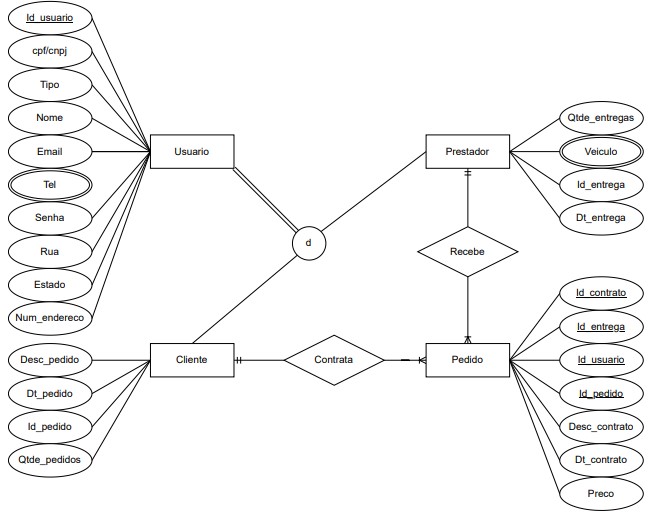 Id_usuario
cpf/cnpj
Tipo
Nome
Email
Tel
Senha
Rua
Estado
Num_endereco
Usuario
Prestador
Qtde_entregas
Veiculo
Id_entrega
Dt_entrega
d
Recebe
Desc_pedido
Dt_pedido
Id_pedido
Qtde_pedidos
Cliente
Contrata
Pedido
Id_contrato
Id_entrega
Id_usuario
Id_pedido
Desc_contrato
Dt_contrato
Preco